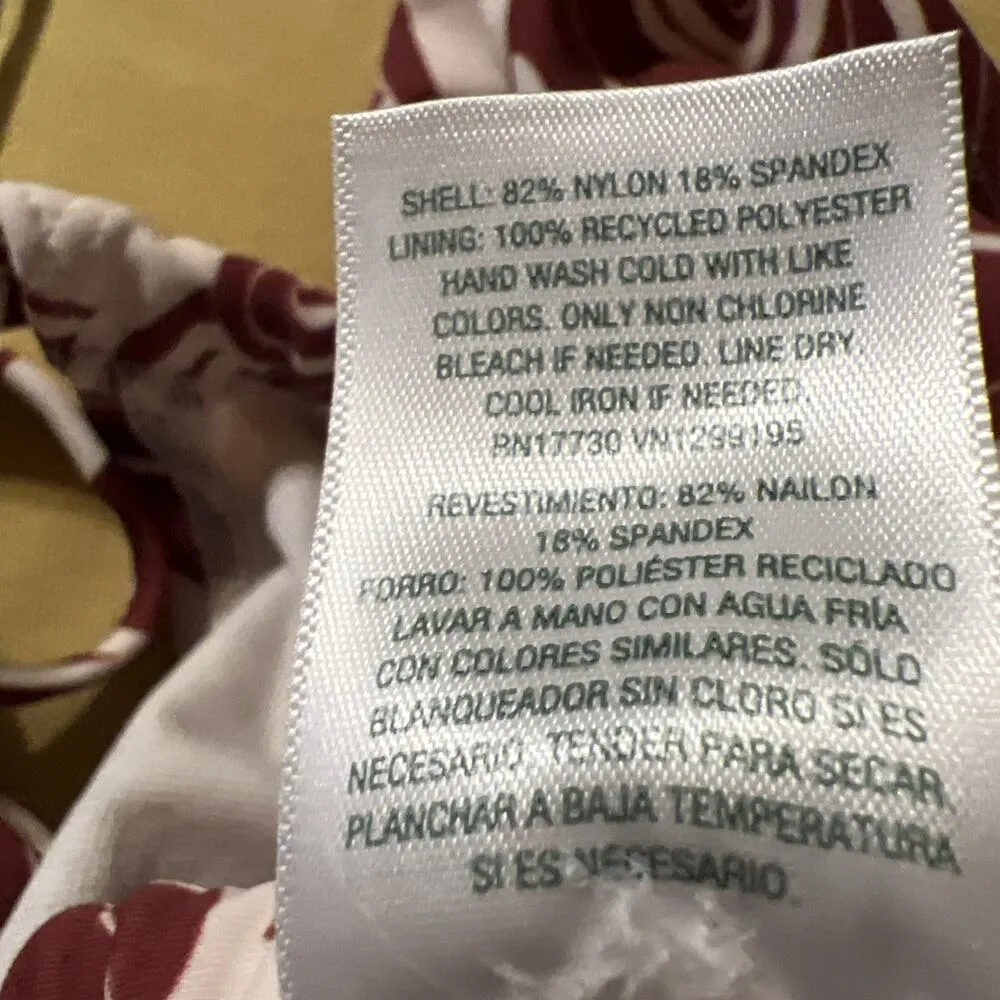 SHELL: 82% NYLON 18% SPANDEX
LINING: 100% RECYCLED POLYESTER
HAND WASH COLD WITH LIKE
COLORS. ONLY NON CHLORINE
BLEACH IF NEEDED. LINE DRY.
COOL IRON IF NEEDED.
RN17730 VN1299195
REVESTIMIENTO: 82% NAILON
18% SPANDEX
FORRO: 100% POLIÉSTER RECICLADO
LAVAR A MANO CON AGUA FRÍA
CON COLORES SIMILARES. SÓLO
BLANQUEADOR SIN CLORO SI ES
NECESARIO. TENDER PARA SECAR.
PLANCHAR A BAJA TEMPERATURA
SI ES NECESARIO.